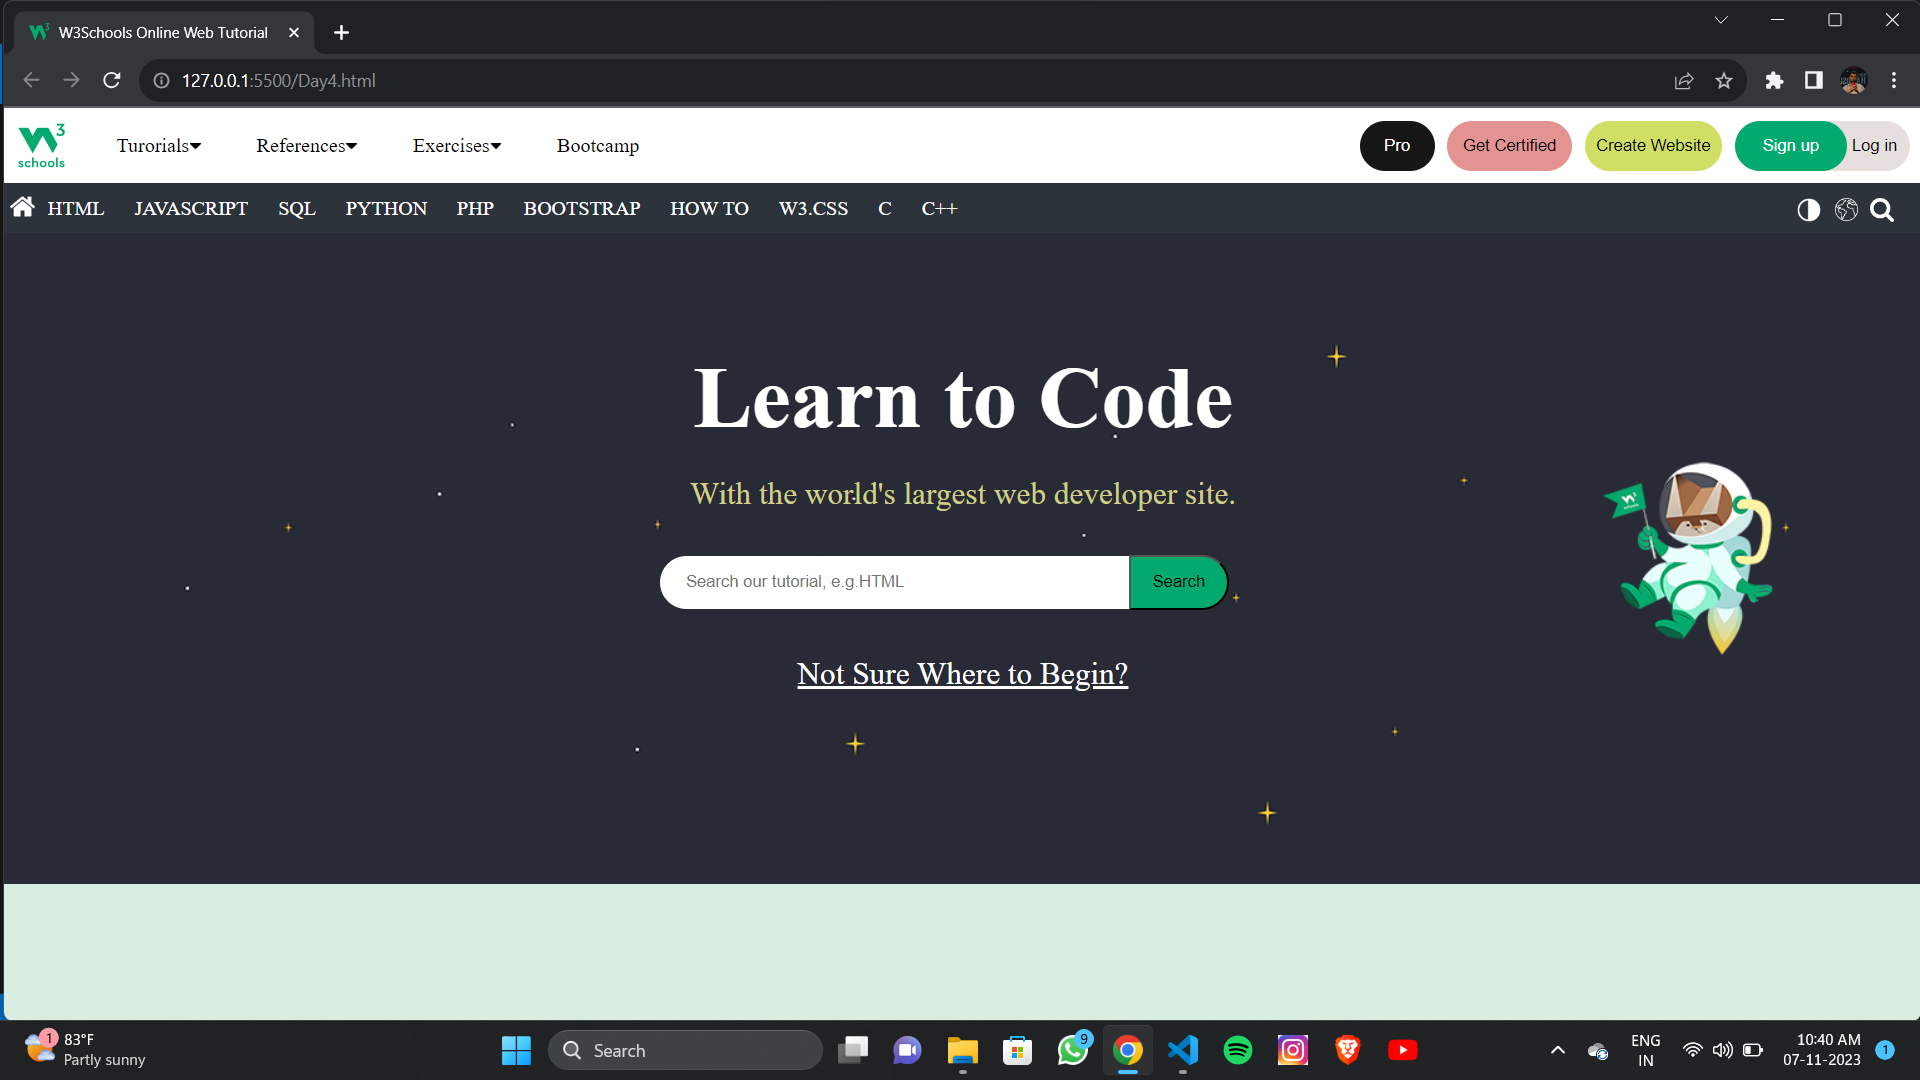 W3Schools Online Web Tutorial
127.0.0.1:5500/Day4.html
W3 schools
Turorials References Exercises Bootcamp Pro Get Certified Create Website Sign up Log in
HTML JAVASCRIPT SQL PYTHON PHP BOOTSTRAP HOW TO W3.CSS C C++
Learn to Code
With the world's largest web developer site.
Search our tutorial, e.g.HTML Search
Not Sure Where to Begin?
1 83°F
Partly sunny
Search
9
ENG
IN
10:40 AM
07-11-2023
1